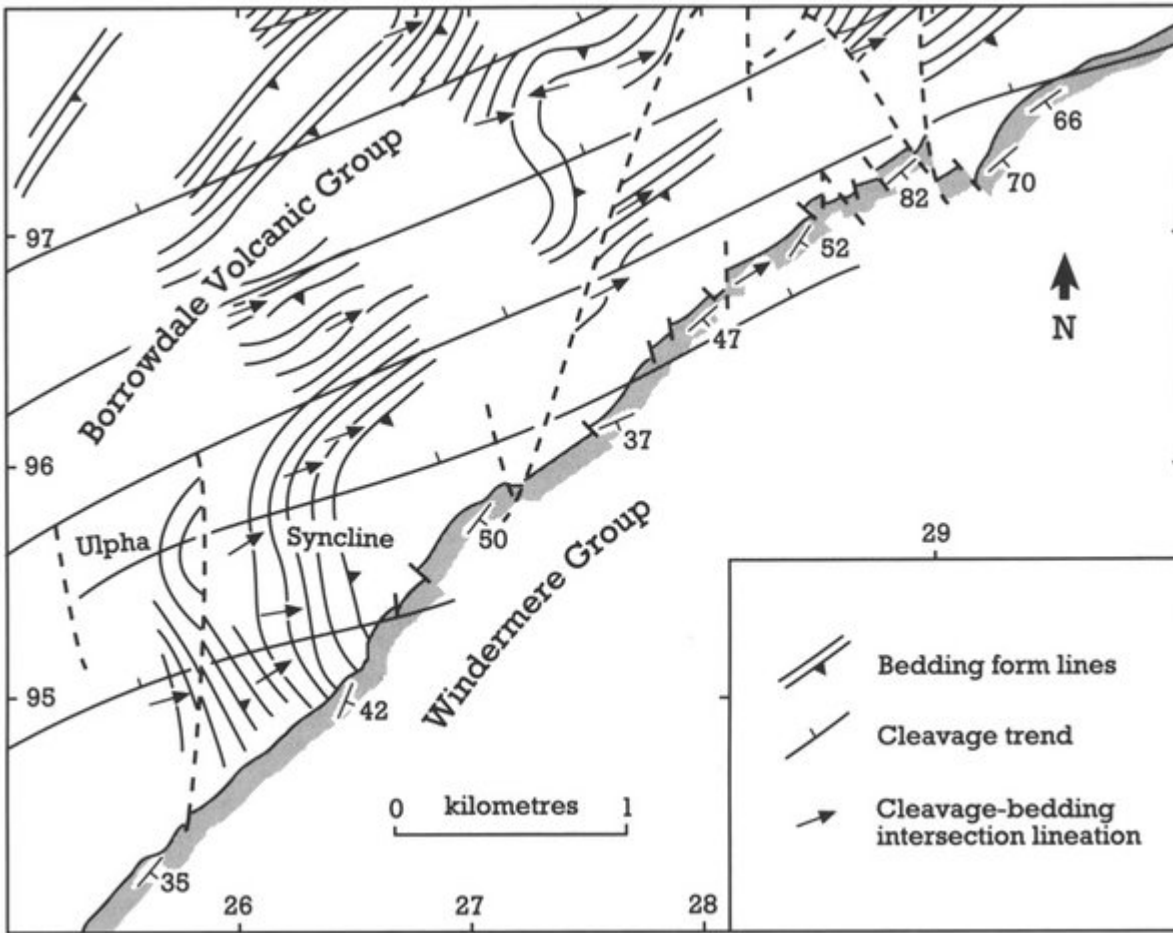 66
70
82
97
Borrowdale Volcanic Group
52
N
47
96
37
Ulpha
Syncline
50
Windermere Group
29
Bedding form lines
95
42
Cleavage trend
0 kilometres 1
Cleavage-bedding
intersection lineation
35
26
27
28